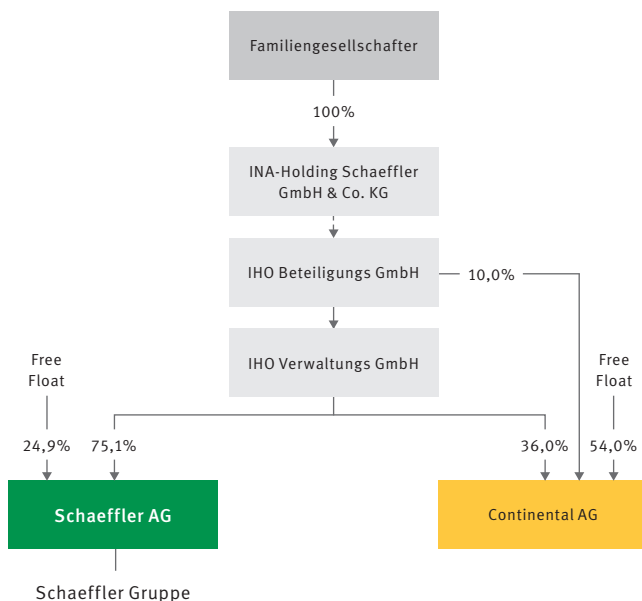 Familiengesellschafter
100%
INA-Holding Schaeffler
GmbH & Co. KG
IHO Beteiligungs GmbH
10,0%
IHO Verwaltungs GmbH
Free
Float
Free
Float
24,9%
75,1%
36,0%
54,0%
Schaeffler AG
Continental AG
Schaeffler Gruppe